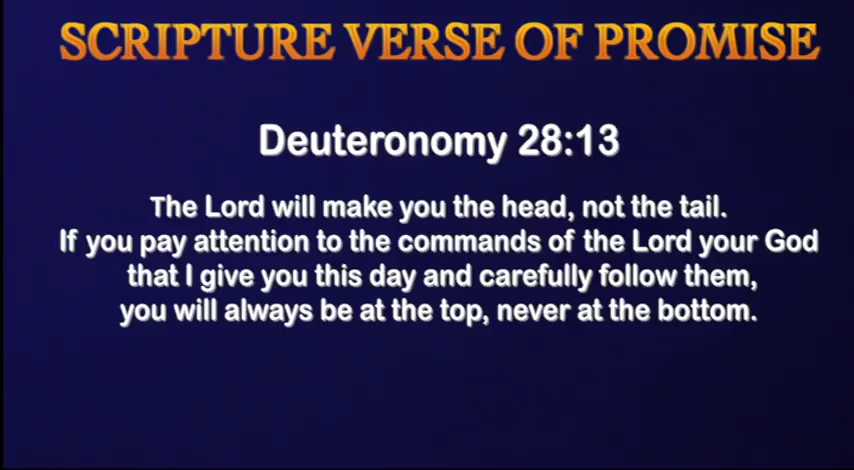 SCRIPTURE VERSE OF PROMISE
Deuteronomy 28:13
The Lord will make you the head, not the tail.
If you pay attention to the commands of the Lord your God
that I give you this day and carefully follow them,
you will always be at the top, never at the bottom.